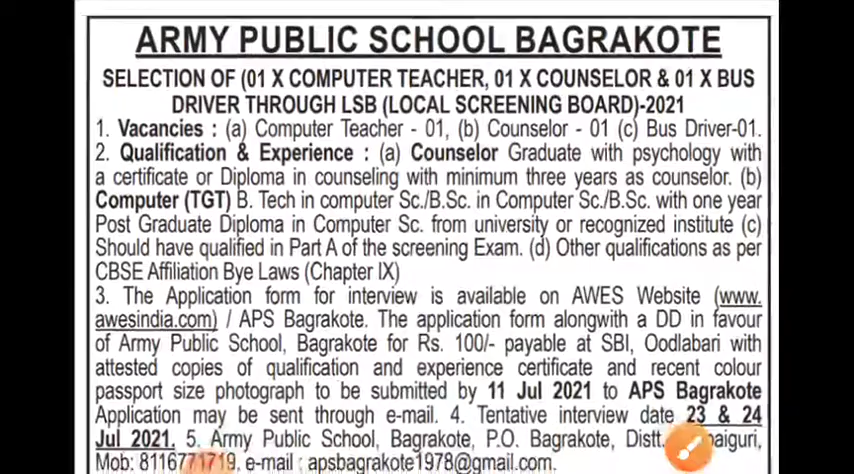 ARMY PUBLIC SCHOOL BAGRAKOTE
SELECTION OF (01 X COMPUTER TEACHER, 01 X COUNSELOR & 01 X BUS
DRIVER THROUGH LSB (LOCAL SCREENING BOARD)-2021
1. Vacancies : (a) Computer Teacher - 01, (b) Counselor - 01 (c) Bus Driver-01.
2. Qualification & Experience : (a) Counselor Graduate with psychology with
a certificate or Diploma in counseling with minimum three years as counselor. (b)
Computer (TGT) B. Tech in computer Sc./B.Sc. in Computer Sc./B.Sc. with one year
Post Graduate Diploma in Computer Sc. from university or recognized institute (c)
Should have qualified in Part A of the screening Exam. (d) Other qualifications as per
CBSE Affiliation Bye Laws (Chapter IX)
3. The Application form for interview is available on AWES Website (www.
awesindia.com) / APS Bagrakote. The application form alongwith a DD in favour
of Army Public School, Bagrakote for Rs. 100/- payable at SBI, Oodlabari with
attested copies of qualification and experience certificate and recent colour
passport size photograph to be submitted by 11 Jul 2021 to APS Bagrakote
Application may be sent through e-mail. 4. Tentative interview date 23 & 24
Jul 2021. 5. Army Public School, Bagrakote, P.O. Bagrakote, Distt. paiguri,
Mob: 8116771719, e-mail : apsbagrakote1978@gmail.com.